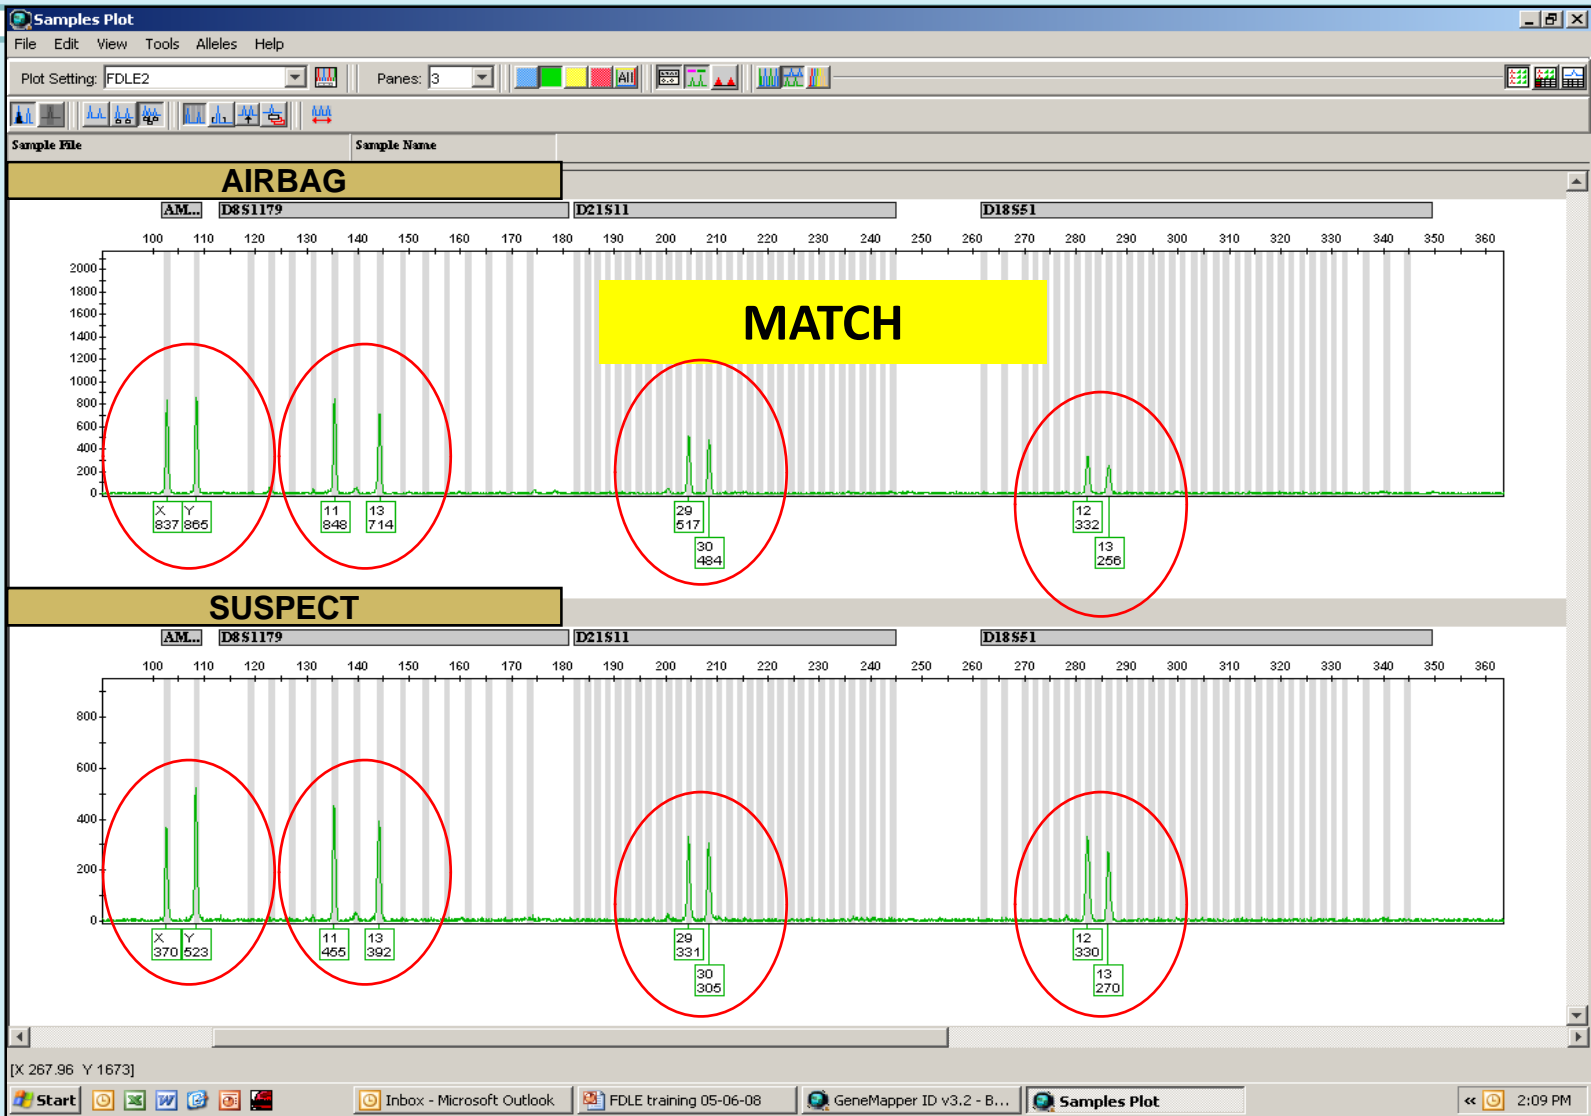 Samples Plot
File Edit View Tools Alleles Help
Plot Setting: FDLE2 Panes: 3 All
Sample File Sample Name
AIRBAG
AM... D8S1179 D21S11 D18S51
100 110 120 130 140 150 160 170 180 190 200 210 220 230 240 250 260 270 280 290 300 310 320 330 340 350 360
2000
1800
1600
1400
1200
1000
800
600
400
200
0
MATCH
X Y 11 13 29 12
837 865 848 714 517 332
30 13
484 256
SUSPECT
AM... D8S1179 D21S11 D18S51
100 110 120 130 140 150 160 170 180 190 200 210 220 230 240 250 260 270 280 290 300 310 320 330 340 350 360
800
600
400
200
0
X Y 11 13 29 12
370 523 455 392 331 330
30 13
305 270
[X 267.96 Y 1673]
Start Inbox - Microsoft Outlook FDLE training 05-06-08 GeneMapper ID v3.2 - B... Samples Plot « 2:09 PM